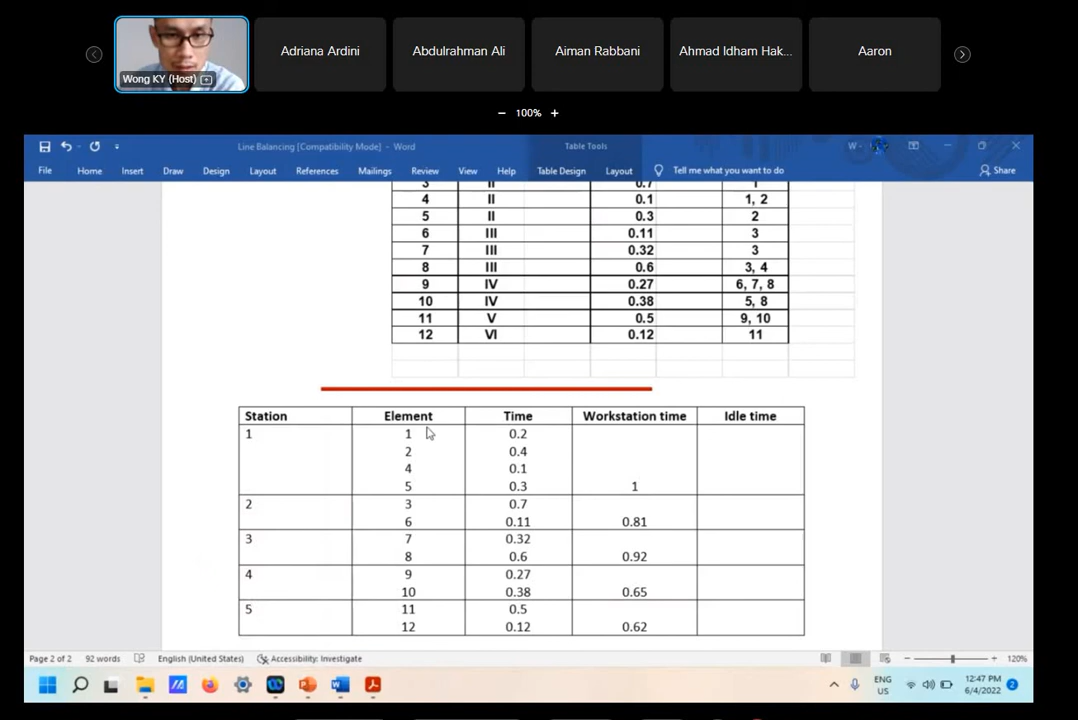 Wong KY (Host)
Adriana Ardini
Abdulrahman Ali
Aiman Rabbani
Ahmad Idham Hak...
Aaron
− 100% +
Line Balancing [Compatibility Mode] - Word
Table Tools
W -
File Home Insert Draw Design Layout References Mailings Review View Help Table Design Layout Tell me what you want to do Share
3 II 0.7 1
4 II 0.1 1, 2
5 II 0.3 2
6 III 0.11 3
7 III 0.32 3
8 III 0.6 3, 4
9 IV 0.27 6, 7, 8
10 IV 0.38 5, 8
11 V 0.5 9, 10
12 VI 0.12 11
Station Element Time Workstation time Idle time
1 1 0.2
2 0.4
4 0.1
5 0.3 1
2 3 0.7
6 0.11 0.81
3 7 0.32
8 0.6 0.92
4 9 0.27
10 0.38 0.65
5 11 0.5
12 0.12 0.62
Page 2 of 2 92 words English (United States) Accessibility: Investigate 120%
ENG
US
12:47 PM
6/4/2022
2